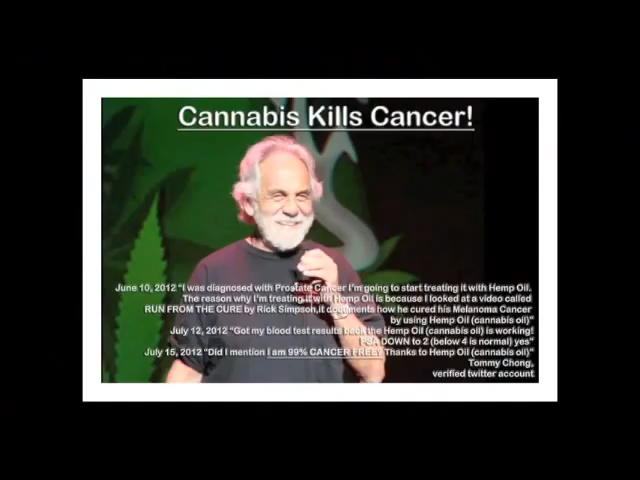 Cannabis Kills Cancer!
June 10, 2012 "I was diagnosed with Prostate Cancer I'm going to start treating it with Hemp Oil.
The reason why I'm treating it with Hemp Oil is because I looked at a video called
RUN FROM THE CURE by Rick Simpson,it documents how he cured his Melanoma Cancer
by using Hemp Oil (cannabis oil)"
July 12, 2012 "Got my blood test results back the Hemp Oil (cannabis oil) is working!
PSA DOWN to 2 (below 4 is normal) yes"
July 15, 2012 "Did I mention I am 99% CANCER FREE! Thanks to Hemp Oil (cannabis oil)"
Tommy Chong,
verified twitter account